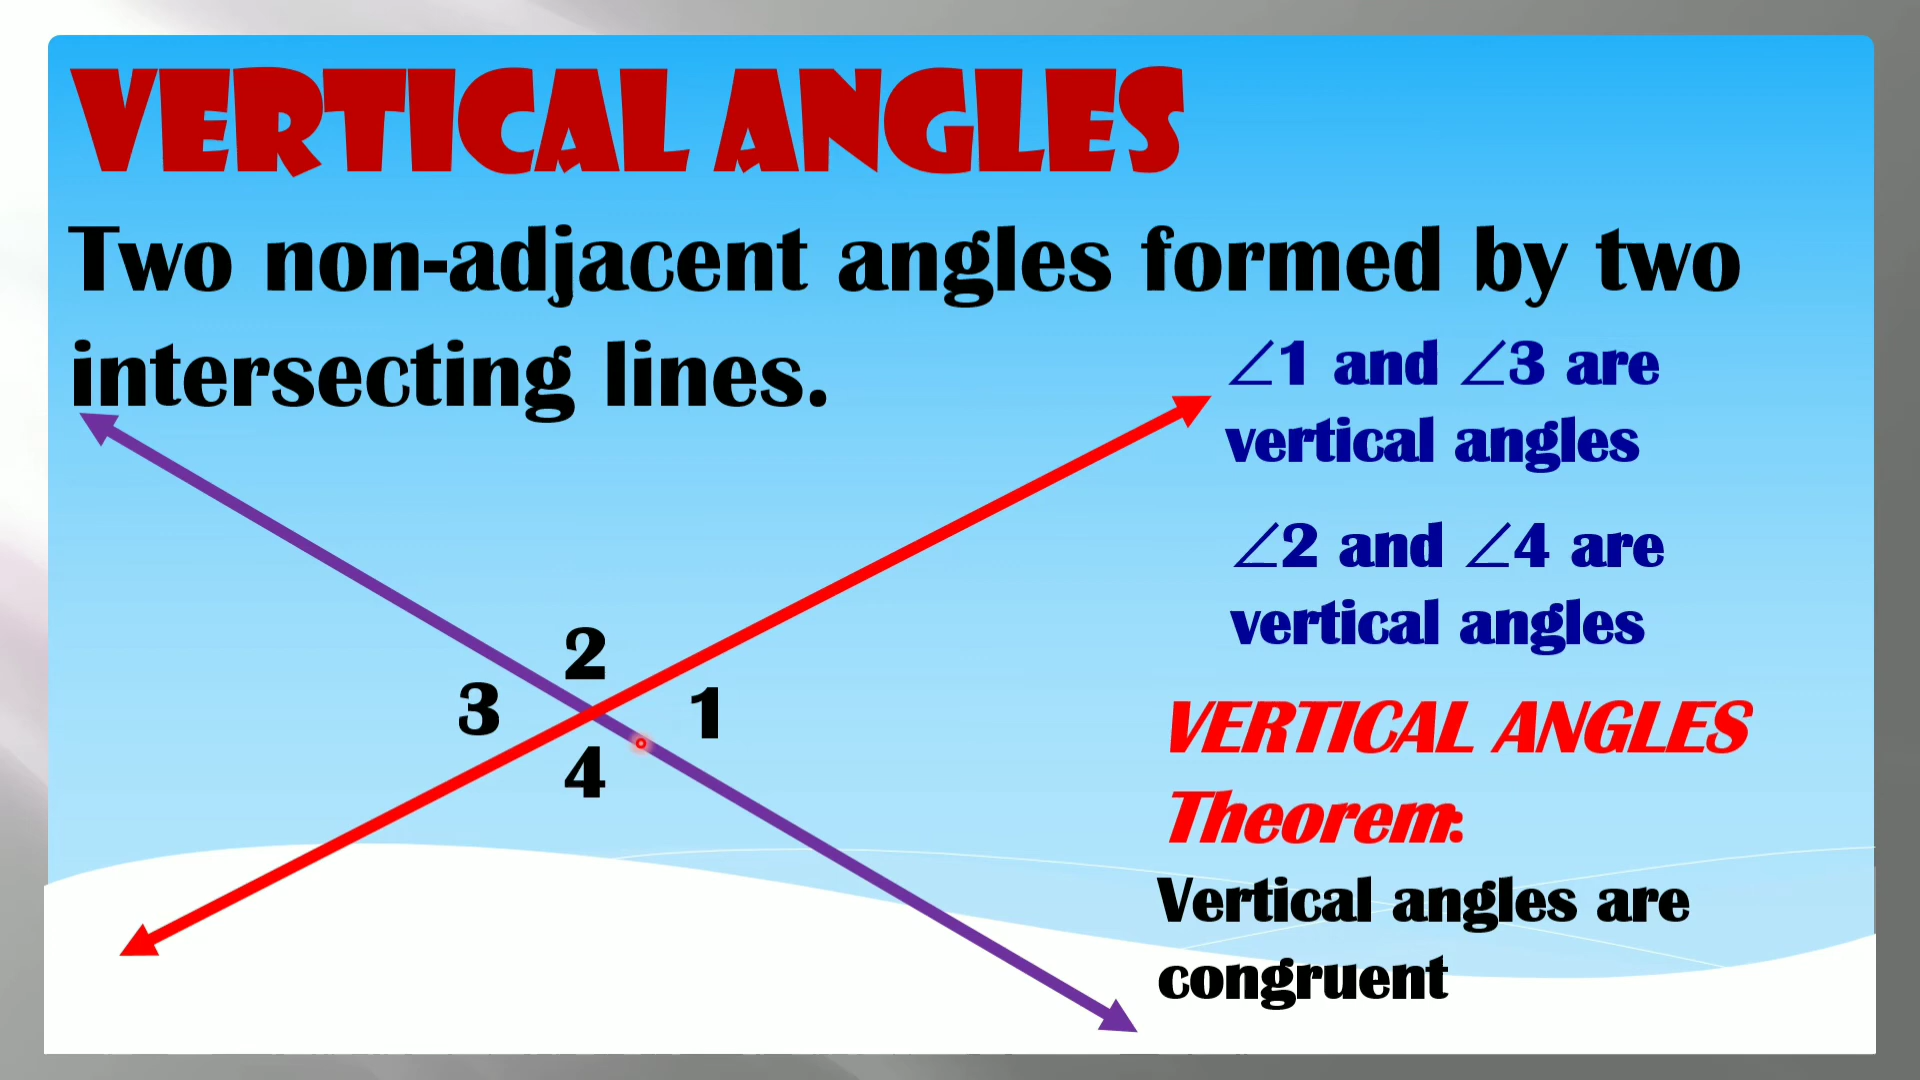 VERTICAL ANGLES
Two non-adjacent angles formed by two
intersecting lines.
∠1 and ∠3 are
vertical angles
∠2 and ∠4 are
vertical angles
2
3
1
4
VERTICAL ANGLES
Theorem:
Vertical angles are
congruent